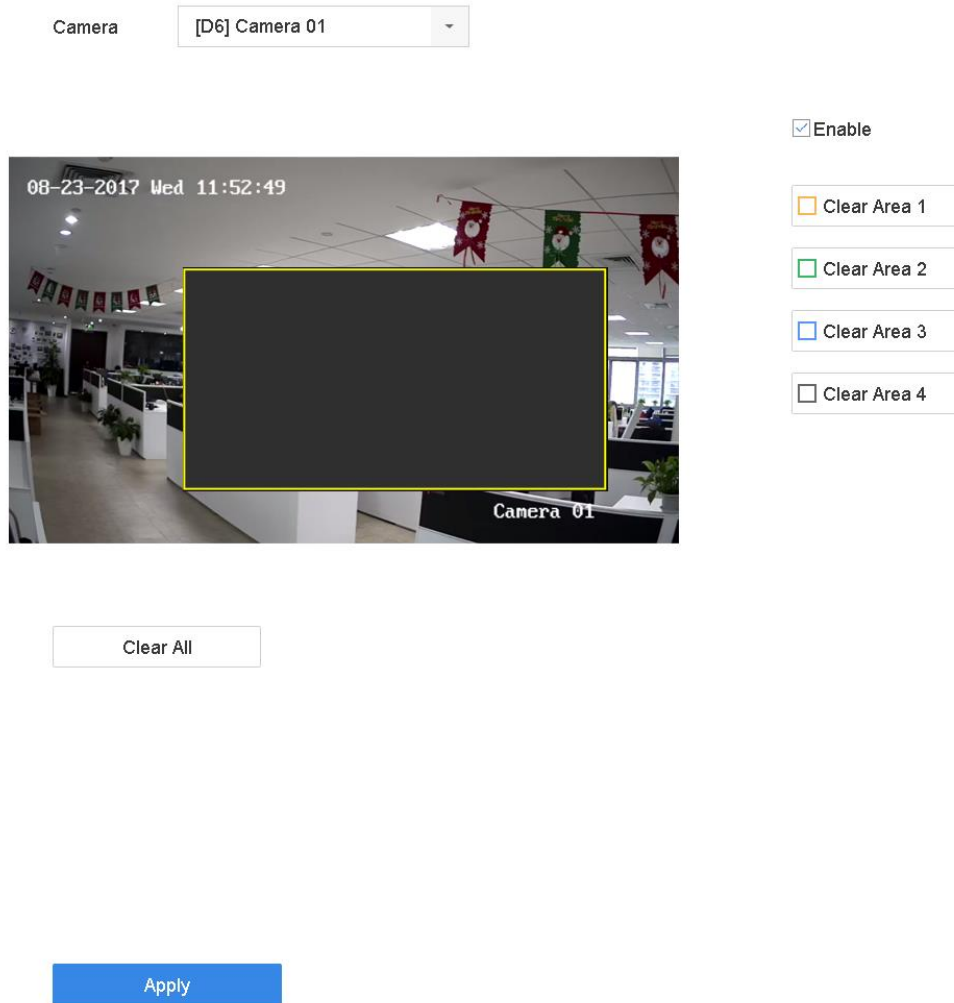 Camera [D6] Camera 01
Enable
08-23-2017 Wed 11:52:49
Clear Area 1
Clear Area 2
Clear Area 3
Clear Area 4
Camera 01
Clear All
Apply